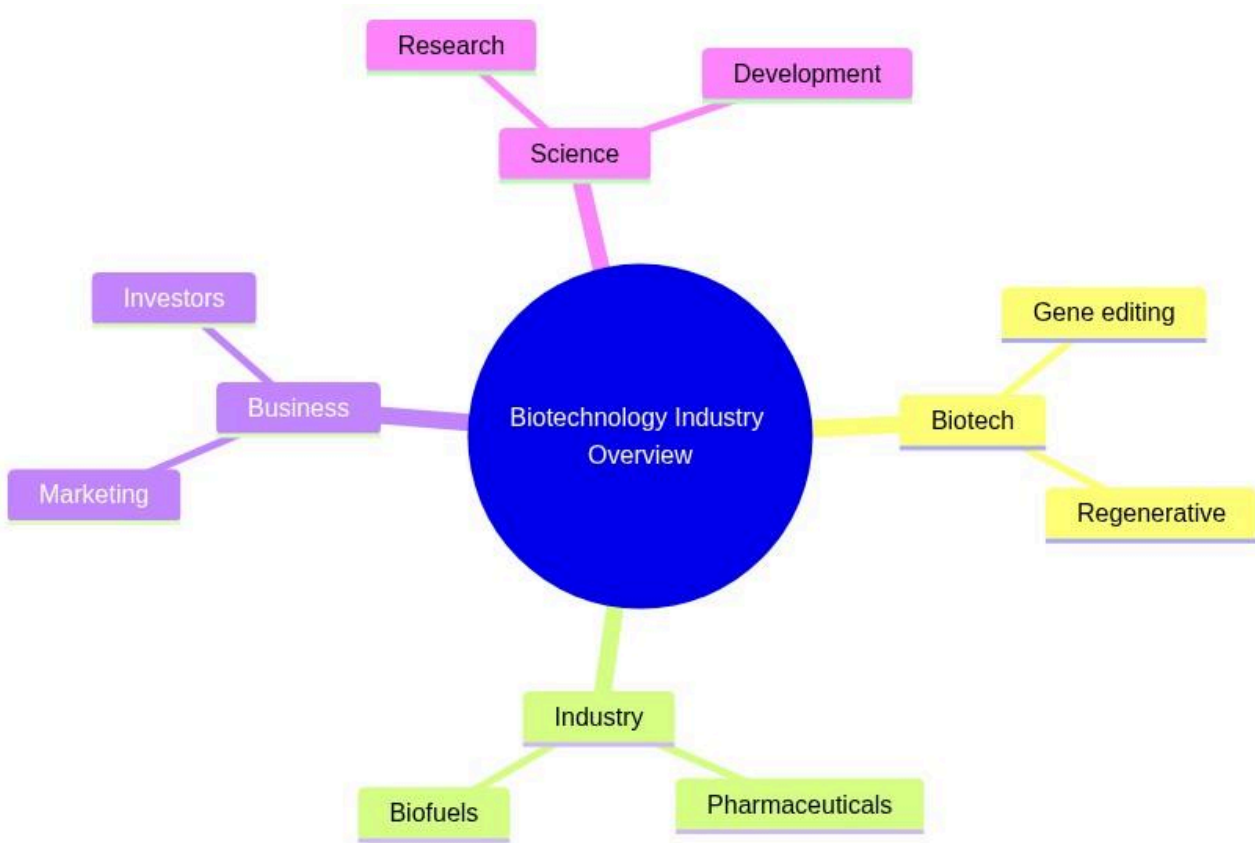 Research
Development
Science
Investors
Gene editing
Business
Biotechnology Industry
Overview
Biotech
Marketing
Regenerative
Industry
Biofuels
Pharmaceuticals